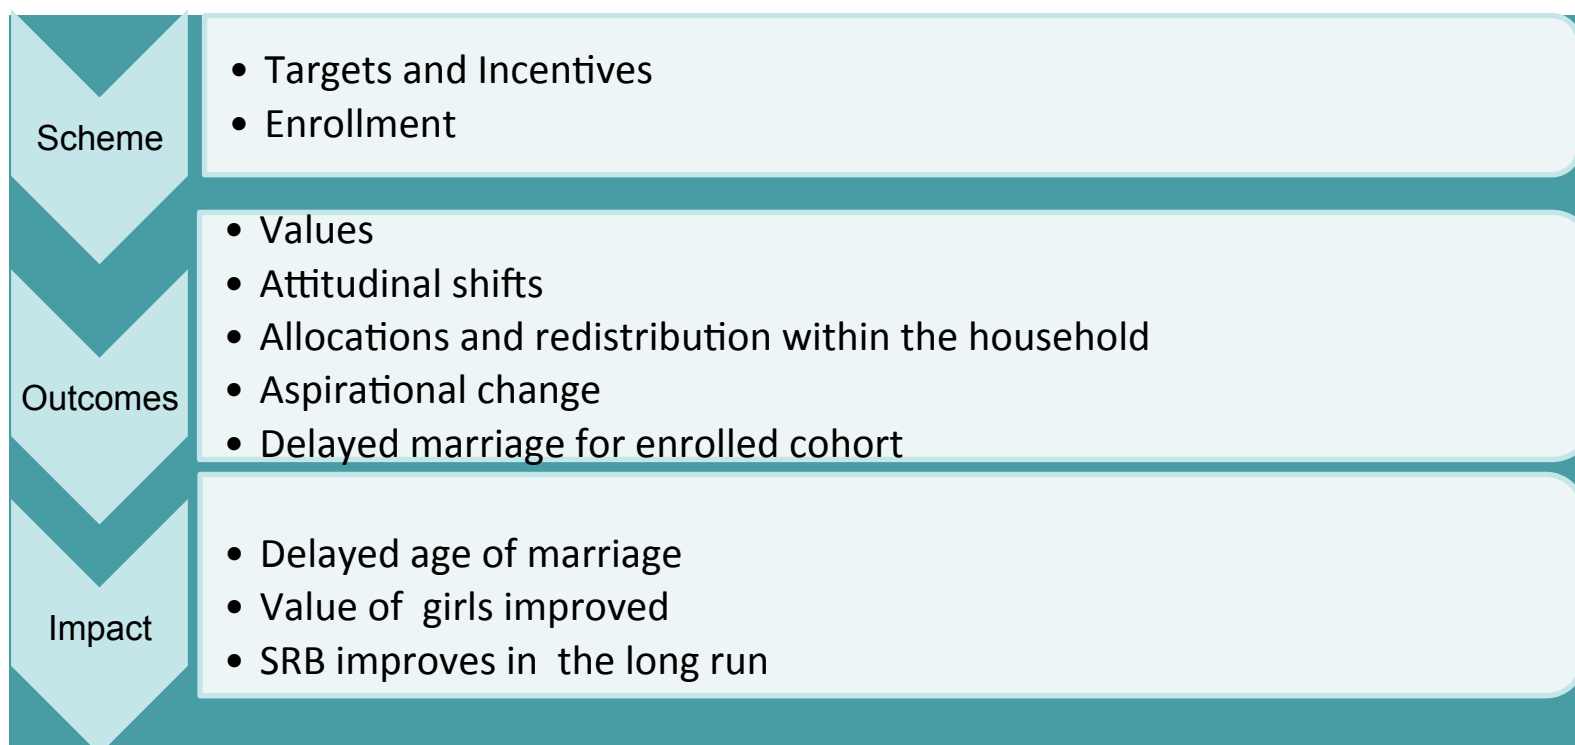 Scheme
• Targets and Incentives
• Enrollment
Outcomes
• Values
• Attitudinal shifts
• Allocations and redistribution within the household
• Aspirational change
• Delayed marriage for enrolled cohort
Impact
• Delayed age of marriage
• Value of  girls improved
• SRB improves in  the long run